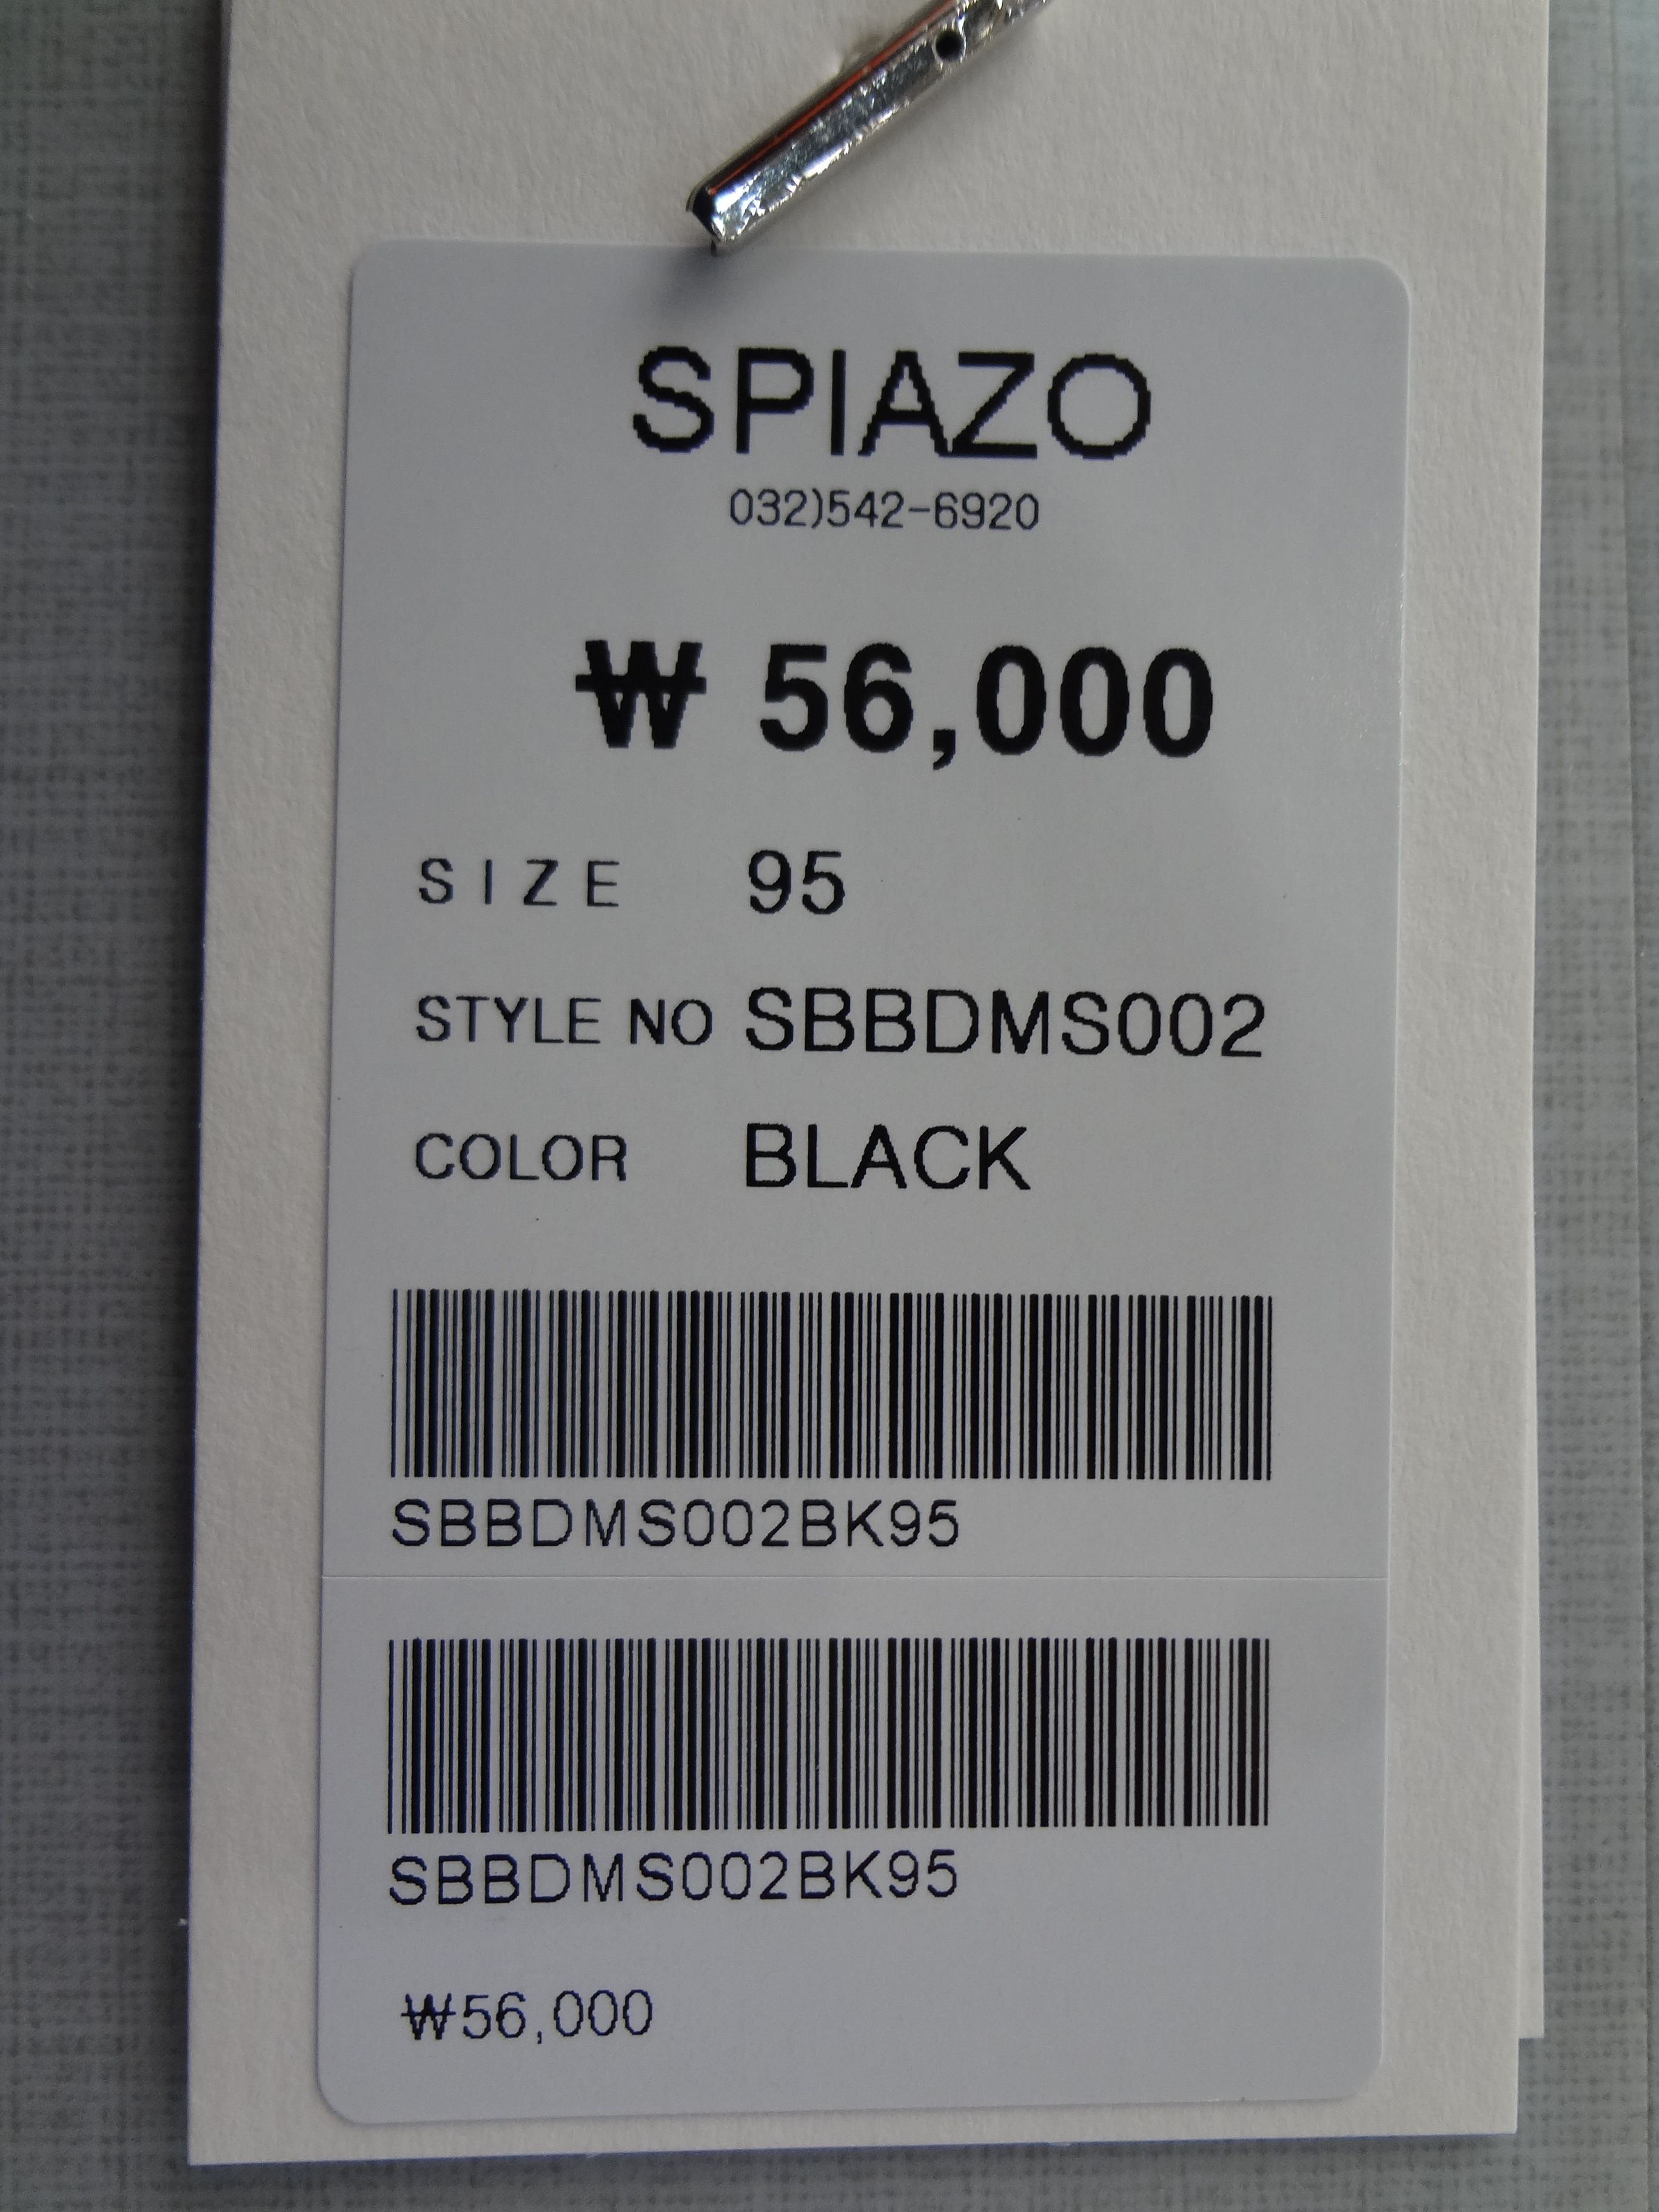 SPIAZO
032)542-6920
₩ 56,000
SIZE 95
STYLE NO SBBDMS002
COLOR BLACK
SBBDMS002BK95
SBBDMS002BK95
₩56,000